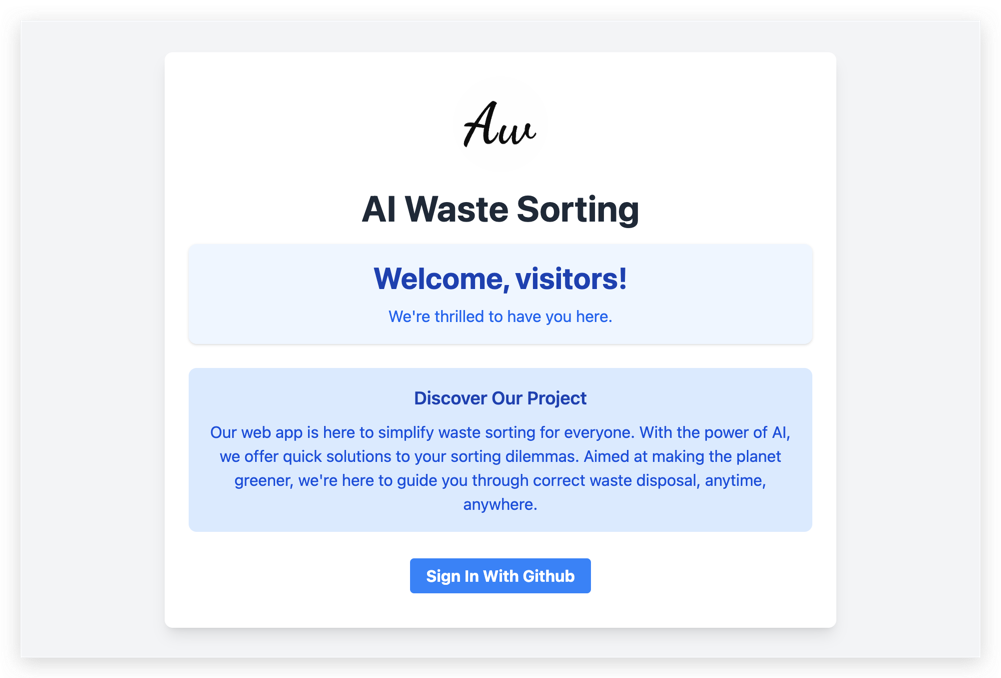 Aw
AI Waste Sorting
Welcome, visitors!
We're thrilled to have you here.
Discover Our Project
Our web app is here to simplify waste sorting for everyone. With the power of AI,
we offer quick solutions to your sorting dilemmas. Aimed at making the planet
greener, we're here to guide you through correct waste disposal, anytime,
anywhere.
Sign In With Github